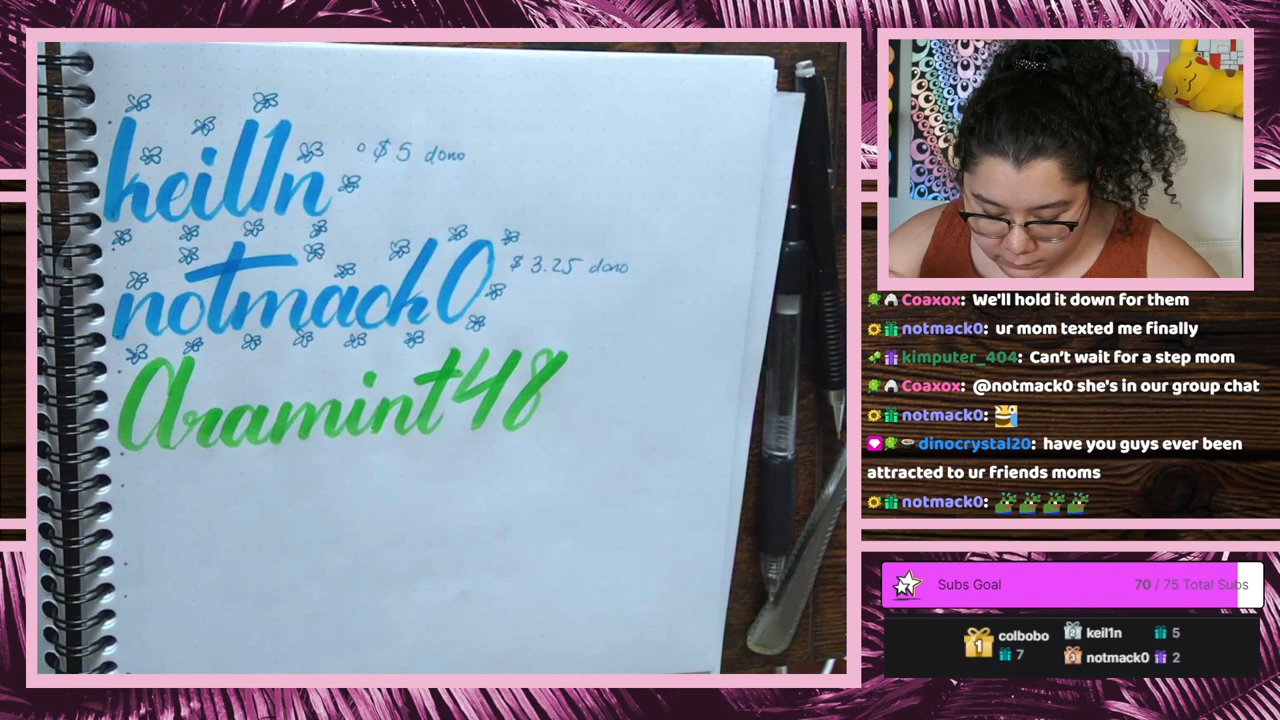 keil1n
$5 dono
notmack0
$3.25 dono
aramint48
Coaxox: We'll hold it down for them
notmack0: ur mom texted me finally
kimputer_404: Can't wait for a step mom
Coaxox: @notmack0 she's in our group chat
notmack0:
dinocrystal20: have you guys ever been
attracted to ur friends moms
notmack0:
Subs Goal 70 / 75 Total Subs
1 colbobo 7
2 keil1n 5
3 notmack0 2